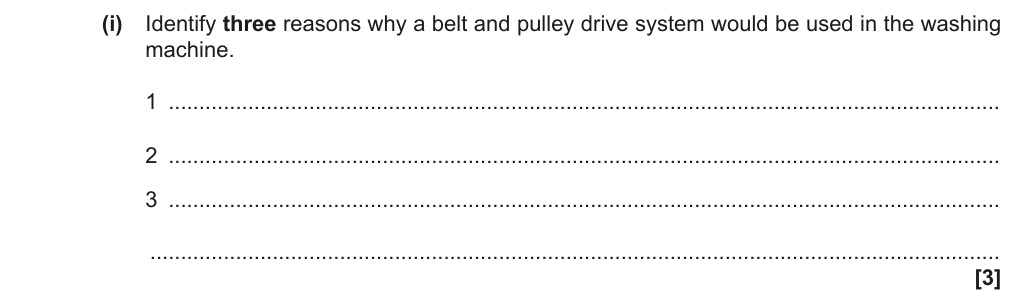 (i) Identify three reasons why a belt and pulley drive system would be used in the washing
machine.
1 ....................................................................................................................................
2 ....................................................................................................................................
3 ....................................................................................................................................
....................................................................................................................................
[3]